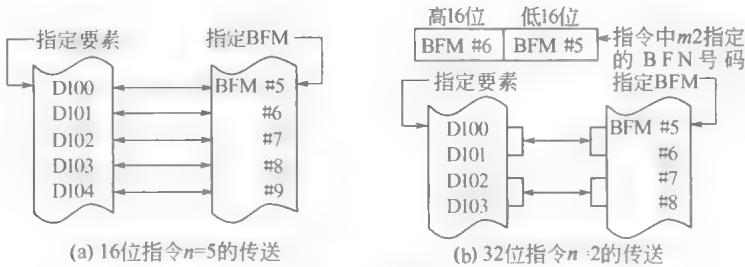 指定要素
指定BFM
D100
BFM #5
D101
#6
D102
#7
D103
#8
D104
#9
(a) 16位指令n=5的传送
高16位 低16位
BFM #6 BFM #5
指令中m2指定
的BFN号码
指定要素
指定BFM
D100
BFM #5
D101
#6
D102
#7
D103
#8
(b) 32位指令n=2的传送